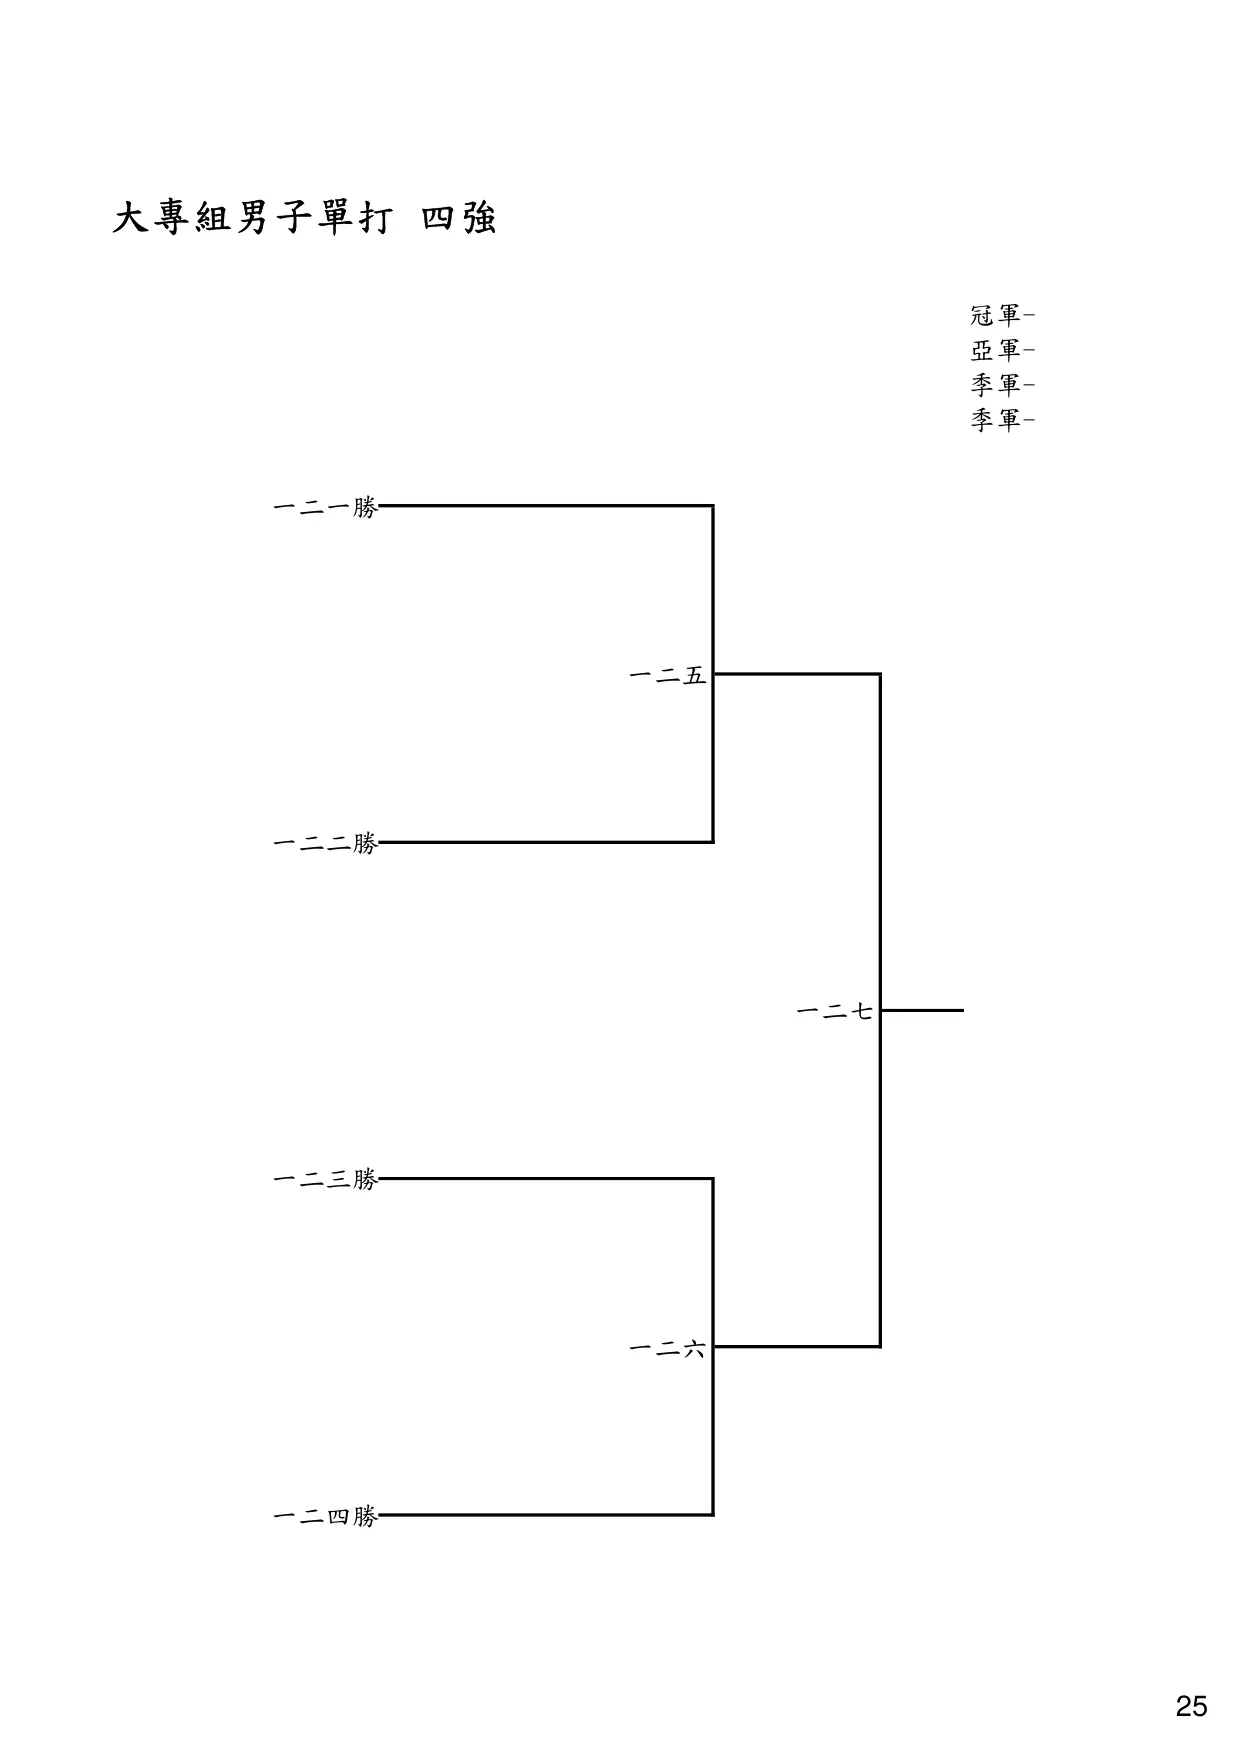 大專組男子單打 四強
冠軍-
亞軍-
季軍-
季軍-
一二一勝
一二五
一二二勝
一二七
一二三勝
一二六
一二四勝
25